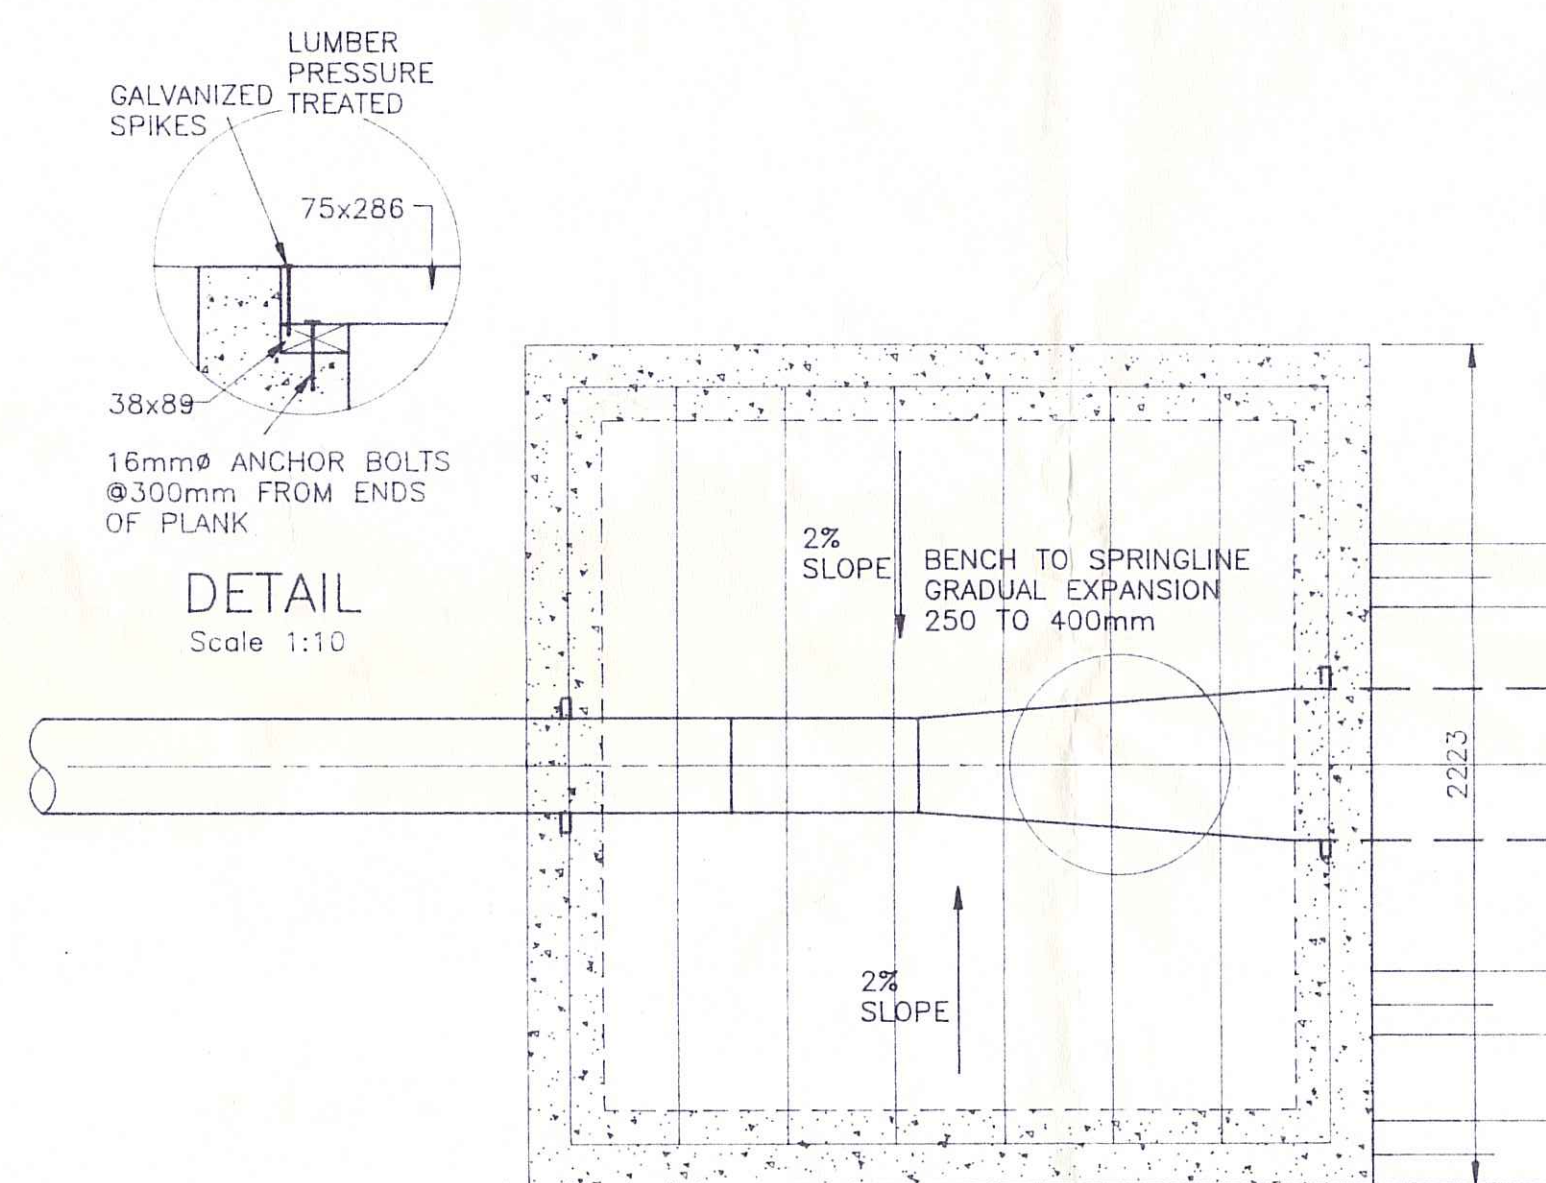 LUMBER
PRESSURE
TREATED
GALVANIZED
SPIKES
75x286
38x89
16mmø ANCHOR BOLTS
@300mm FROM ENDS
OF PLANK
DETAIL
Scale 1:10
2%
SLOPE
BENCH TO SPRINGLINE
GRADUAL EXPANSION
250 TO 400mm
2223
2%
SLOPE